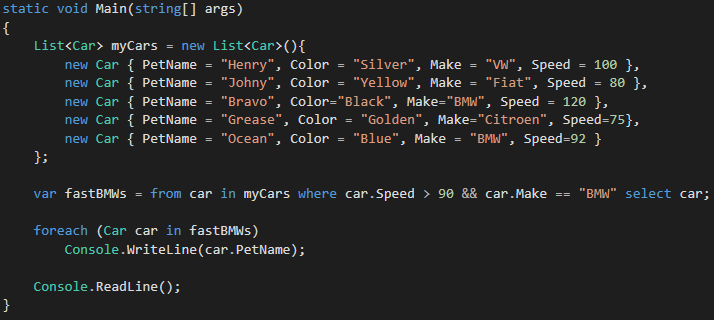 static void Main(string[] args)
{
    List<Car> myCars = new List<Car>(){
        new Car { PetName = "Henry", Color = "Silver", Make = "VW", Speed = 100 },
        new Car { PetName = "Johny", Color = "Yellow", Make = "Fiat", Speed = 80 },
        new Car { PetName = "Bravo", Color="Black", Make="BMW", Speed = 120 },
        new Car { PetName = "Grease", Color = "Golden", Make="Citroen", Speed=75},
        new Car { PetName = "Ocean", Color = "Blue", Make = "BMW", Speed=92 }
    };

    var fastBMWs = from car in myCars where car.Speed > 90 && car.Make == "BMW" select car;

    foreach (Car car in fastBMWs)
        Console.WriteLine(car.PetName);

    Console.ReadLine();
}